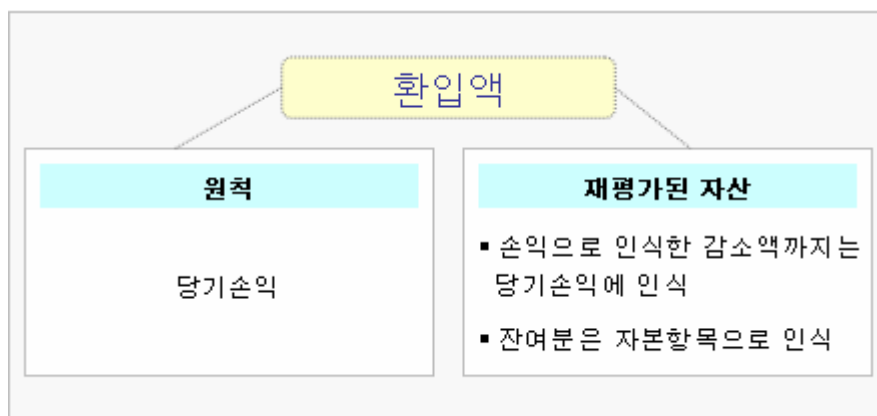 환입액
원칙
당기손익
재평가된 자산
▪ 손익으로 인식한 감소액까지는
당기손익에 인식
▪ 잔여분은 자본항목으로 인식